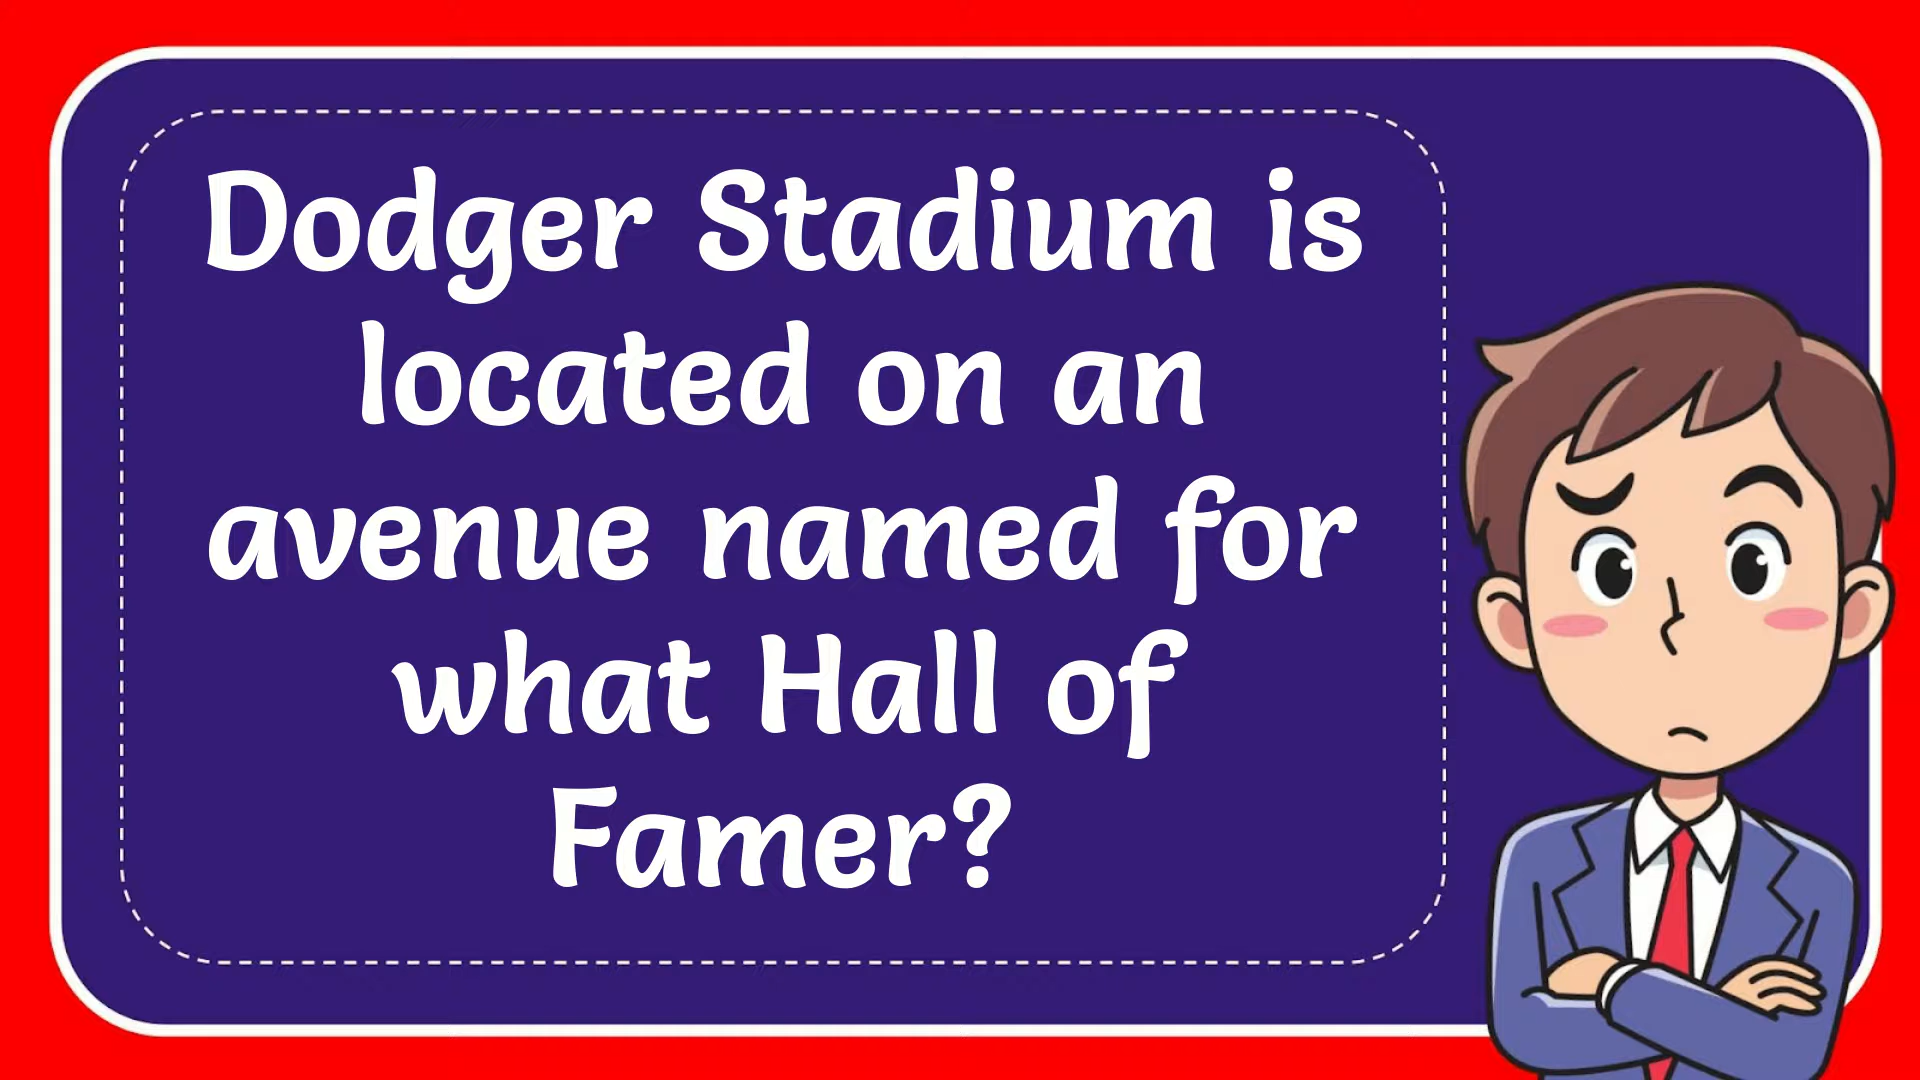 Dodger Stadium is
located on an
avenue named for
what Hall of
Famer?